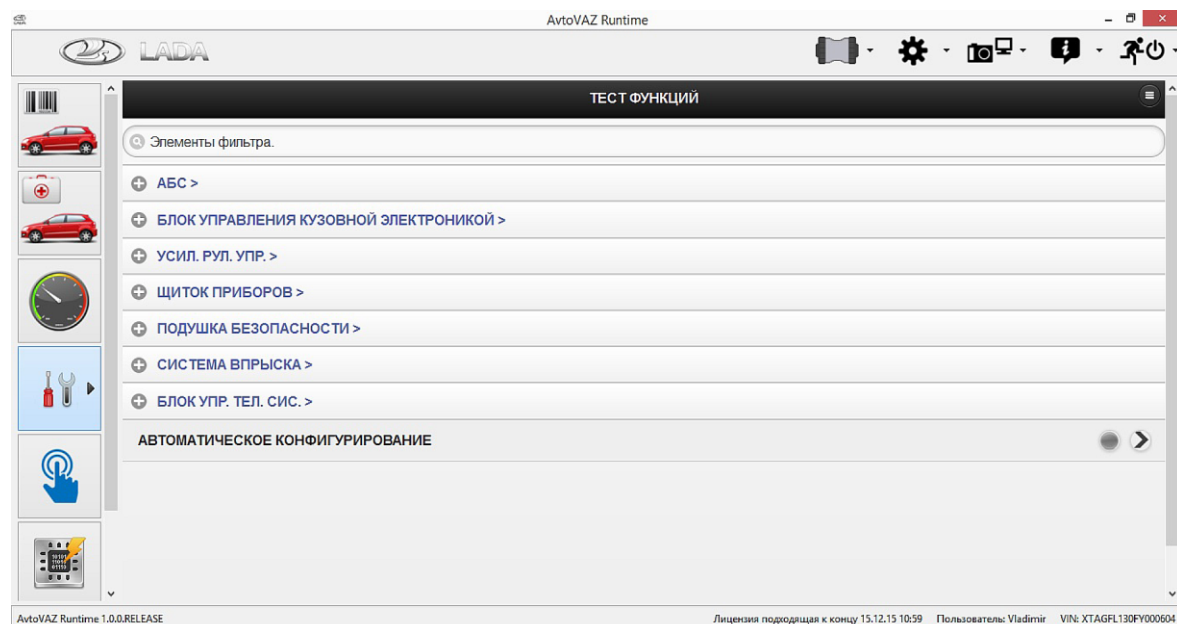 AvtoVAZ Runtime
LADA
ТЕСТ ФУНКЦИЙ
Элементы фильтра.
АБС >
БЛОК УПРАВЛЕНИЯ КУЗОВНОЙ ЭЛЕКТРОНИКОЙ >
УСИЛ. РУЛ. УПР. >
ЩИТОК ПРИБОРОВ >
ПОДУШКА БЕЗОПАСНОСТИ >
СИСТЕМА ВПРЫСКА >
БЛОК УПР. ТЕЛ. СИС. >
АВТОМАТИЧЕСКОЕ КОНФИГУРИРОВАНИЕ
AvtoVAZ Runtime 1.0.0.RELEASE Лицензия подходящая к концу 15.12.15 10:59 Пользователь: Vladimir VIN: XTAGFL130FY000604